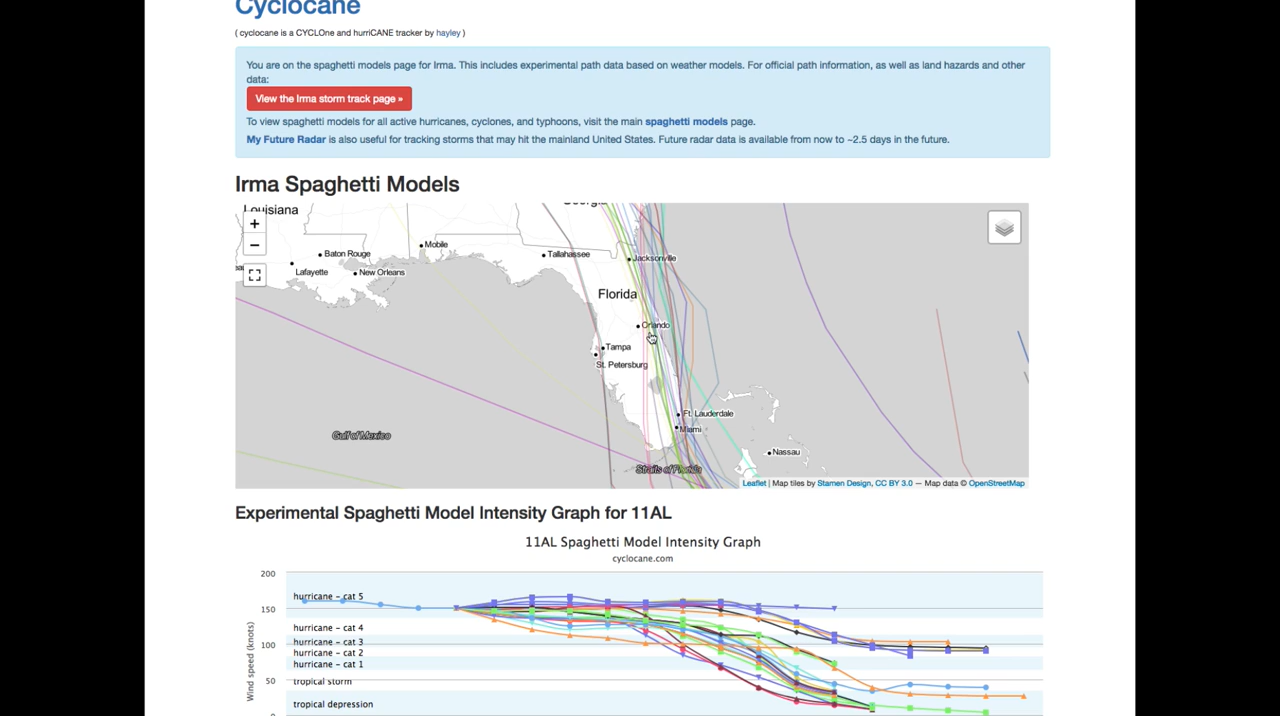 Cyclocane
( cyclocane is a CYCLOne and hurriCANE tracker by hayley )
You are on the spaghetti models page for Irma. This includes experimental path data based on weather models. For official path information, as well as land hazards and other
data:
View the Irma storm track page »
To view spaghetti models for all active hurricanes, cyclones, and typhoons, visit the main spaghetti models page.
My Future Radar is also useful for tracking storms that may hit the mainland United States. Future radar data is available from now to ~2.5 days in the future.
Irma Spaghetti Models
Georgia
Louisiana
+
−
Mobile
Baton Rouge
Tallahassee
Jacksonville
Lafayette
New Orleans
Florida
Orlando
Tampa
St. Petersburg
Ft. Lauderdale
Miami
Gulf of Mexico
Nassau
Straits of Florida
Leaflet | Map tiles by Stamen Design, CC BY 3.0 — Map data © OpenStreetMap
Experimental Spaghetti Model Intensity Graph for 11AL
11AL Spaghetti Model Intensity Graph
cyclocane.com
200
hurricane - cat 5
150
hurricane - cat 4
hurricane - cat 3
100
hurricane - cat 2
hurricane - cat 1
50
tropical storm
tropical depression
0
Wind speed (knots)